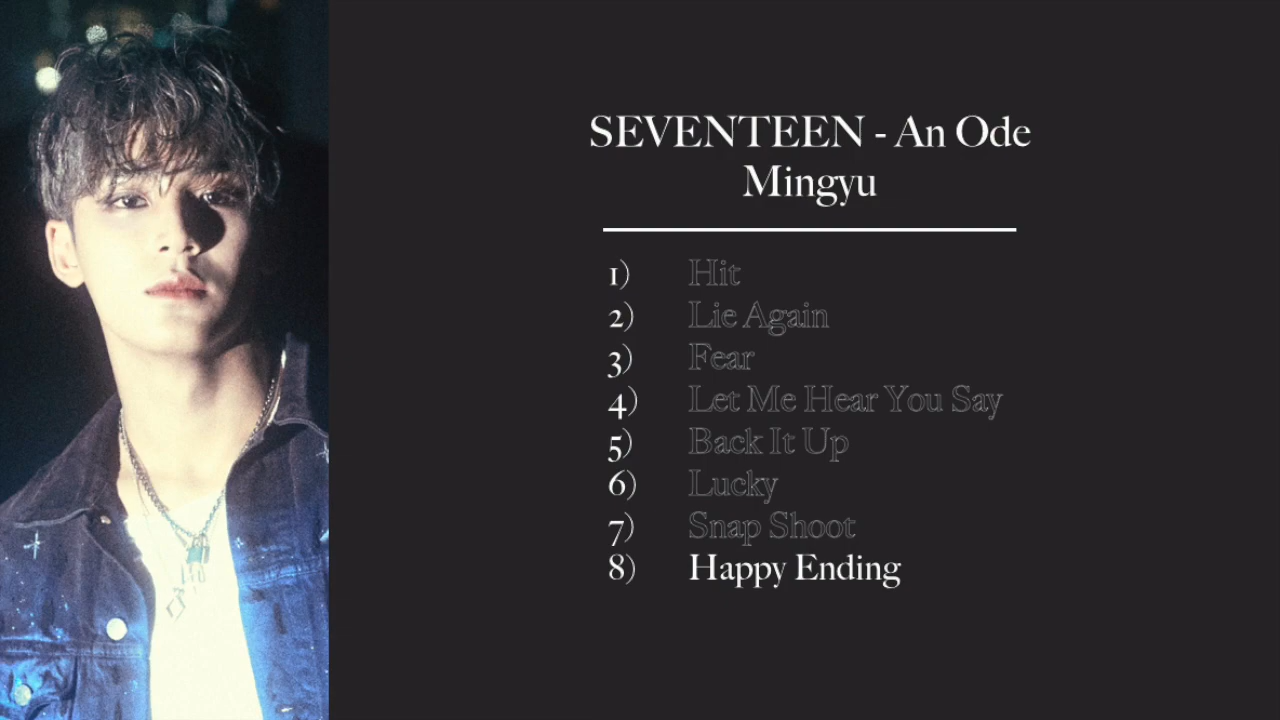 SEVENTEEN - An Ode
Mingyu
1) Hit
2) Lie Again
3) Fear
4) Let Me Hear You Say
5) Back It Up
6) Lucky
7) Snap Shoot
8) Happy Ending